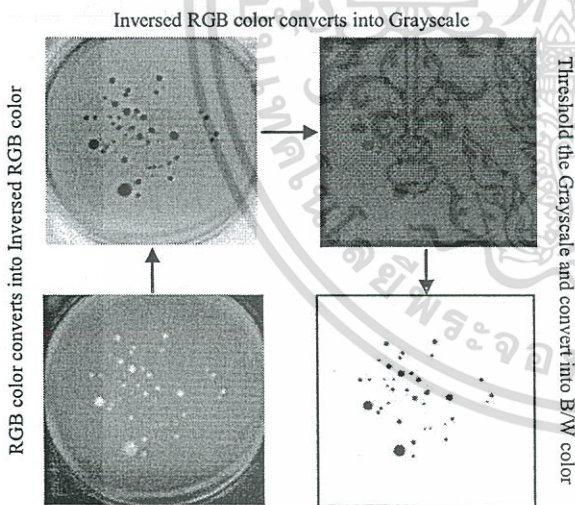 Inversed RGB color converts into Grayscale
RGB color converts into Inversed RGB color
Threshold the Grayscale and convert into B/W color